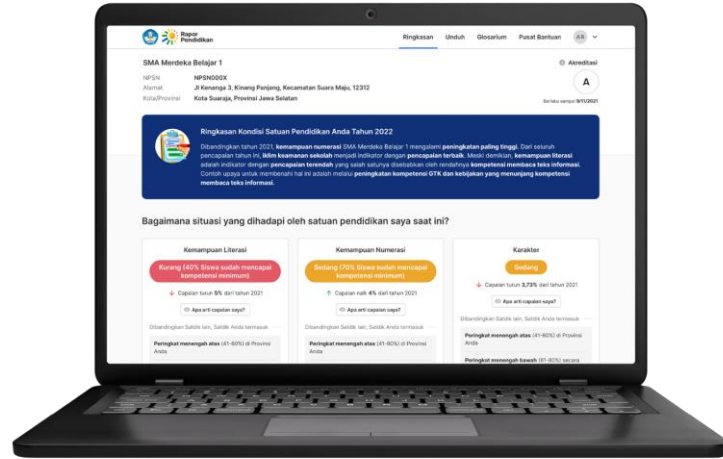 Rapor
Pendidikan
Ringkasan Unduh Glosarium Pusat Bantuan AB
SMA Merdeka Belajar 1
Akreditasi
NPSN NPSN000X
Alamat Jl Kenanga 3, Kinang Panjang, Kecamatan Suara Maju, 12312
Kota/Provinsi Kota Suaraja, Provinsi Jawa Selatan
A
Berlaku sampai 9/11/2021
Ringkasan Kondisi Satuan Pendidikan Anda Tahun 2022
Dibandingkan tahun 2021, kemampuan numerasi SMA Merdeka Belajar 1 mengalami peningkatan paling tinggi. Dari seluruh
pencapaian tahun ini, iklim keamanan sekolah menjadi indikator dengan pencapaian terbaik. Meski demikian, kemampuan literasi
adalah indikator dengan pencapaian terendah yang salah satunya disebabkan oleh rendahnya kompetensi membaca teks informasi.
Contoh upaya untuk membenahi hal ini adalah melalui peningkatan kompetensi GTK dan kebijakan yang menunjang kompetensi
membaca teks informasi.
Bagaimana situasi yang dihadapi oleh satuan pendidikan saya saat ini?
Kemampuan Literasi
Kurang (40% Siswa sudah mencapai
kompetensi minimum)
Capaian turun 5% dari tahun 2021
Apa arti capaian saya?
Dibandingkan Satdik lain, Satdik Anda termasuk
Peringkat menengah atas (41-60%) di Provinsi
Anda
Kemampuan Numerasi
Sedang (70% Siswa sudah mencapai
kompetensi minimum)
Capaian naik 4% dari tahun 2021
Apa arti capaian saya?
Dibandingkan Satdik lain, Satdik Anda termasuk
Peringkat menengah atas (41-60%) di Provinsi
Anda
Karakter
Sedang
Capaian turun 3,73% dari tahun 2021
Apa arti capaian saya?
Dibandingkan Satdik lain, Satdik Anda termasuk
Peringkat menengah atas (41-60%) di Provinsi
Anda
Peringkat menengah bawah (61-80%) secara